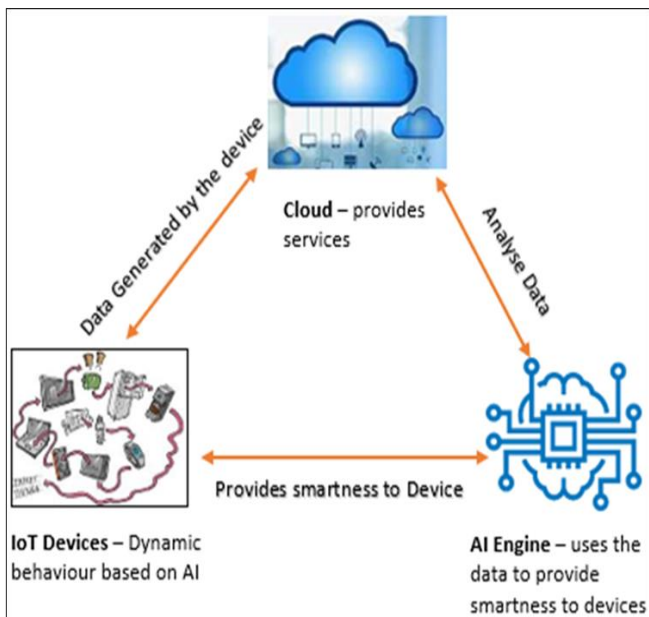 Data Generated by the device
Cloud – provides
services
Analyse Data
Provides smartness to Device
IoT Devices – Dynamic
behaviour based on AI
AI Engine – uses the
data to provide
smartness to devices